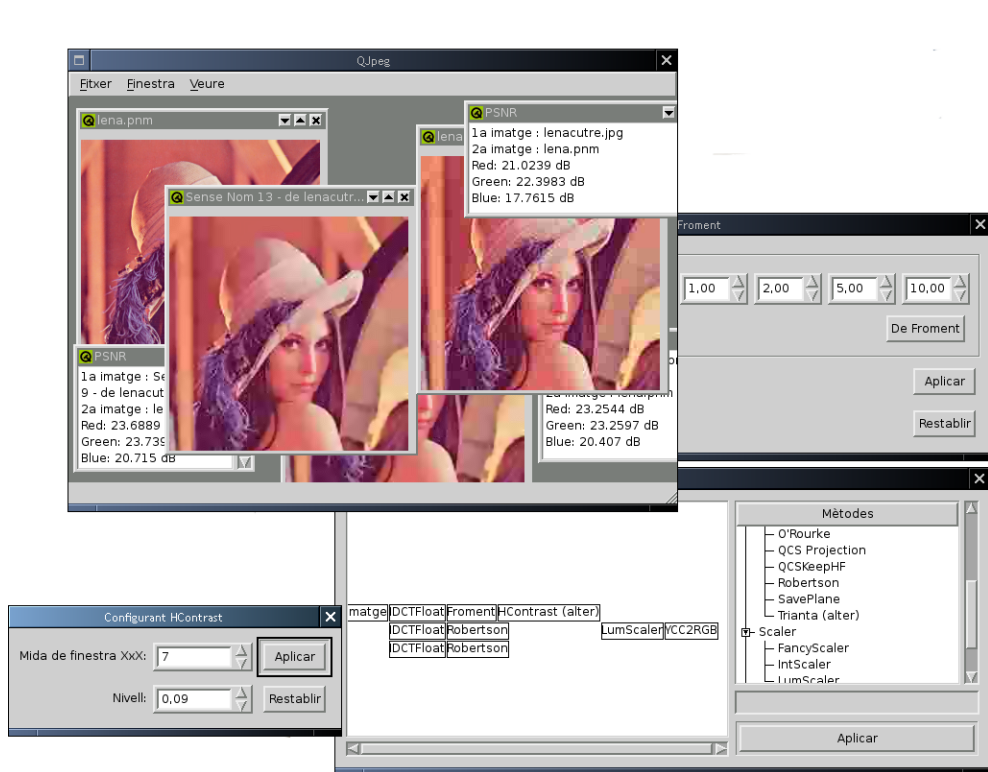 QJpeg
Fitxer Finestra Veure
lena.pnm
PSNR
1a imatge : lenacutre.jpg
2a imatge : lena.pnm
Red: 21.0239 dB
Green: 22.3983 dB
Blue: 17.7615 dB
lena
Sense Nom 13 - de lenacutr...
PSNR
1a imatge : Se
9 - de lenacut
2a imatge : le
Red: 23.6889
Green: 23.739
Blue: 20.715 dB
Red: 23.2544 dB
Green: 23.2597 dB
Blue: 20.407 dB
Froment
1,00 2,00 5,00 10,00
De Froment
Aplicar
Restablir
Mètodes
O'Rourke
QCS Projection
QCSKeepHF
Robertson
SavePlane
Trianta (alter)
Scaler
FancyScaler
IntScaler
LumScaler
Aplicar
matge IDCTFloat Froment HContrast (alter)
IDCTFloat Robertson LumScaler YCC2RGB
IDCTFloat Robertson
Configurant HContrast
Mida de finestra XxX: 7 Aplicar
Nivell: 0,09 Restablir